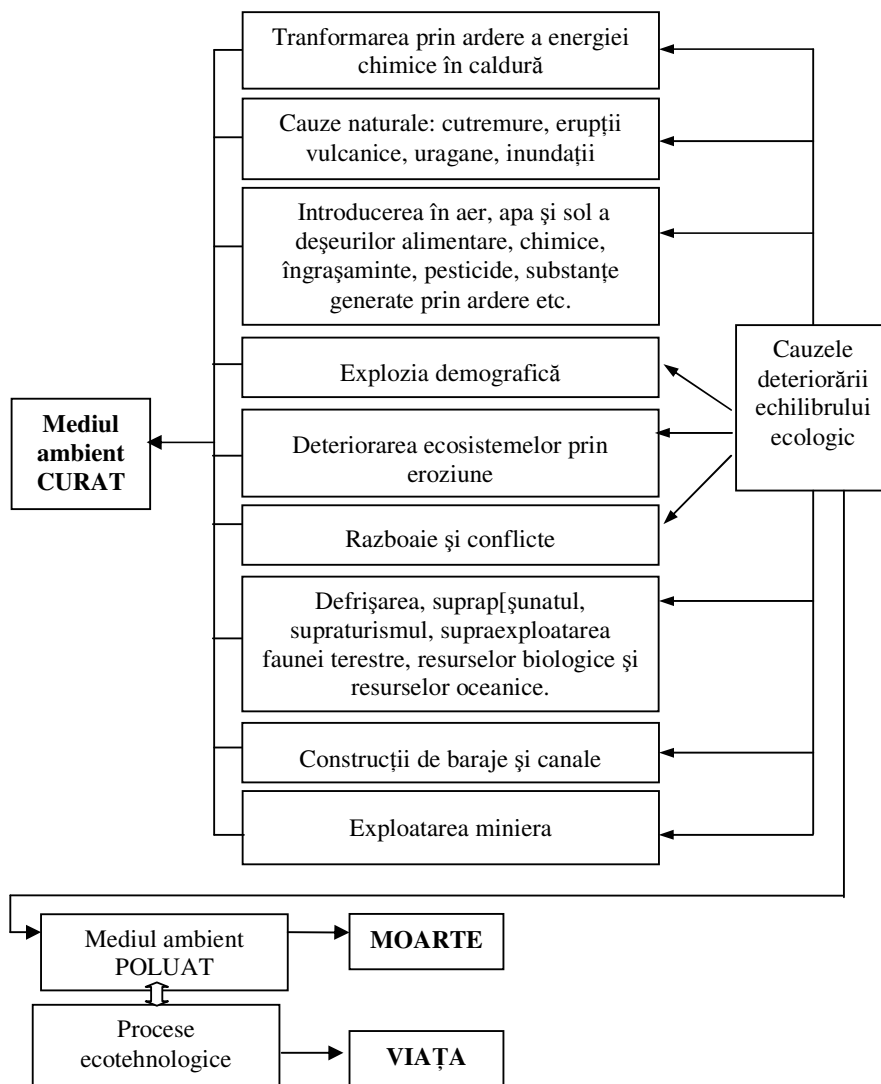 Tranformarea prin ardere a energiei
chimice în caldură
Cauze naturale: cutremure, erupții
vulcanice, uragane, inundații
Introducerea în aer, apa şi sol a
deşeurilor alimentare, chimice,
îngraşaminte, pesticide, substanțe
generate prin ardere etc.
Explozia demografică
Deteriorarea ecosistemelor prin
eroziune
Razboaie şi conflicte
Defrişarea, suprap[şunatul,
supraturismul, supraexploatarea
faunei terestre, resurselor biologice şi
resurselor oceanice.
Construcții de baraje şi canale
Exploatarea miniera
Cauzele
deteriorării
echilibrului
ecologic
Mediul
ambient
CURAT
Mediul ambient
POLUAT
MOARTE
Procese
ecotehnologice
VIAȚA